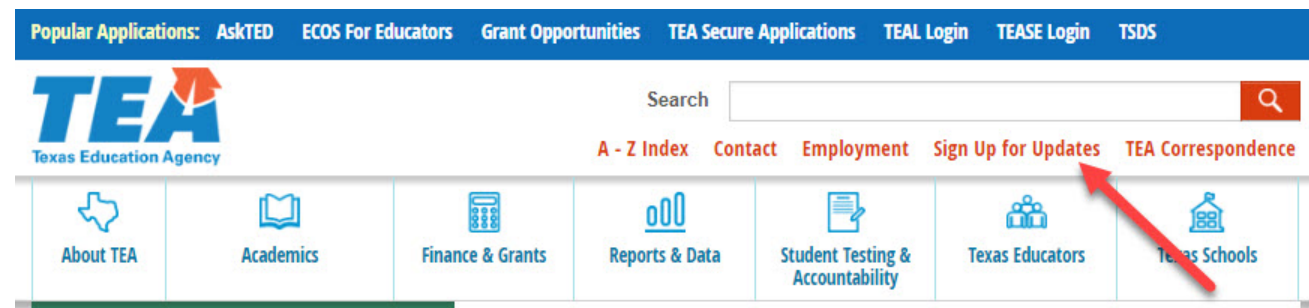 Popular Applications: AskTED ECOS For Educators Grant Opportunities TEA Secure Applications TEAL Login TEASE Login TSDS
TEA
Texas Education Agency
Search
A - Z Index Contact Employment Sign Up for Updates TEA Correspondence
About TEA
Academics
Finance & Grants
Reports & Data
Student Testing &
Accountability
Texas Educators
Texas Schools